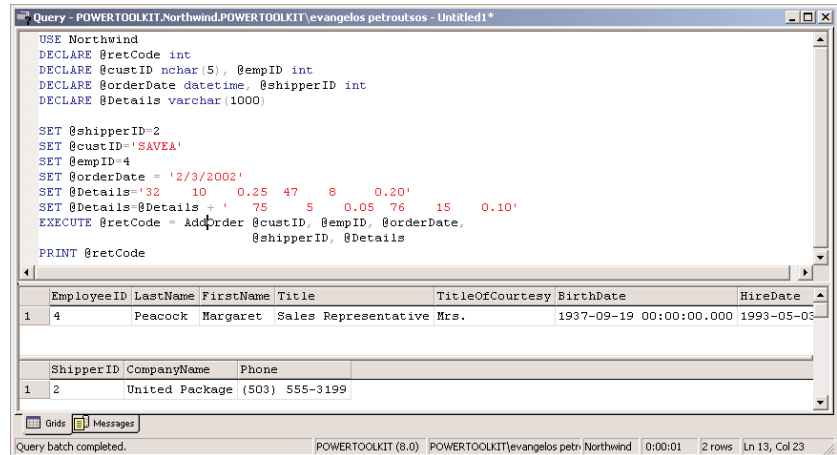 Query - POWERTOOLKIT.Northwind.POWERTOOLKIT\evangelos petroutsos - Untitled1*
USE Northwind
DECLARE @retCode int
DECLARE @custID nchar(5), @empID int
DECLARE @orderDate datetime, @shipperID int
DECLARE @Details varchar(1000)
SET @shipperID=2
SET @custID='SAVEA'
SET @empID=4
SET @orderDate = '2/3/2002'
SET @Details='32    10    0.25  47    8     0.20'
SET @Details=@Details + '    75     5    0.05  76    15    0.10'
EXECUTE @retCode = AddOrder @custID, @empID, @orderDate,
@shipperID, @Details
PRINT @retCode
EmployeeID LastName FirstName Title TitleOfCourtesy BirthDate HireDate
1 4 Peacock Margaret Sales Representative Mrs. 1937-09-19 00:00:00.000 1993-05-03
ShipperID CompanyName Phone
1 2 United Package (503) 555-3199
Grids Messages
Query batch completed. POWERTOOLKIT (8.0) POWERTOOLKIT\evangelos petr Northwind 0:00:01 2 rows Ln 13, Col 23